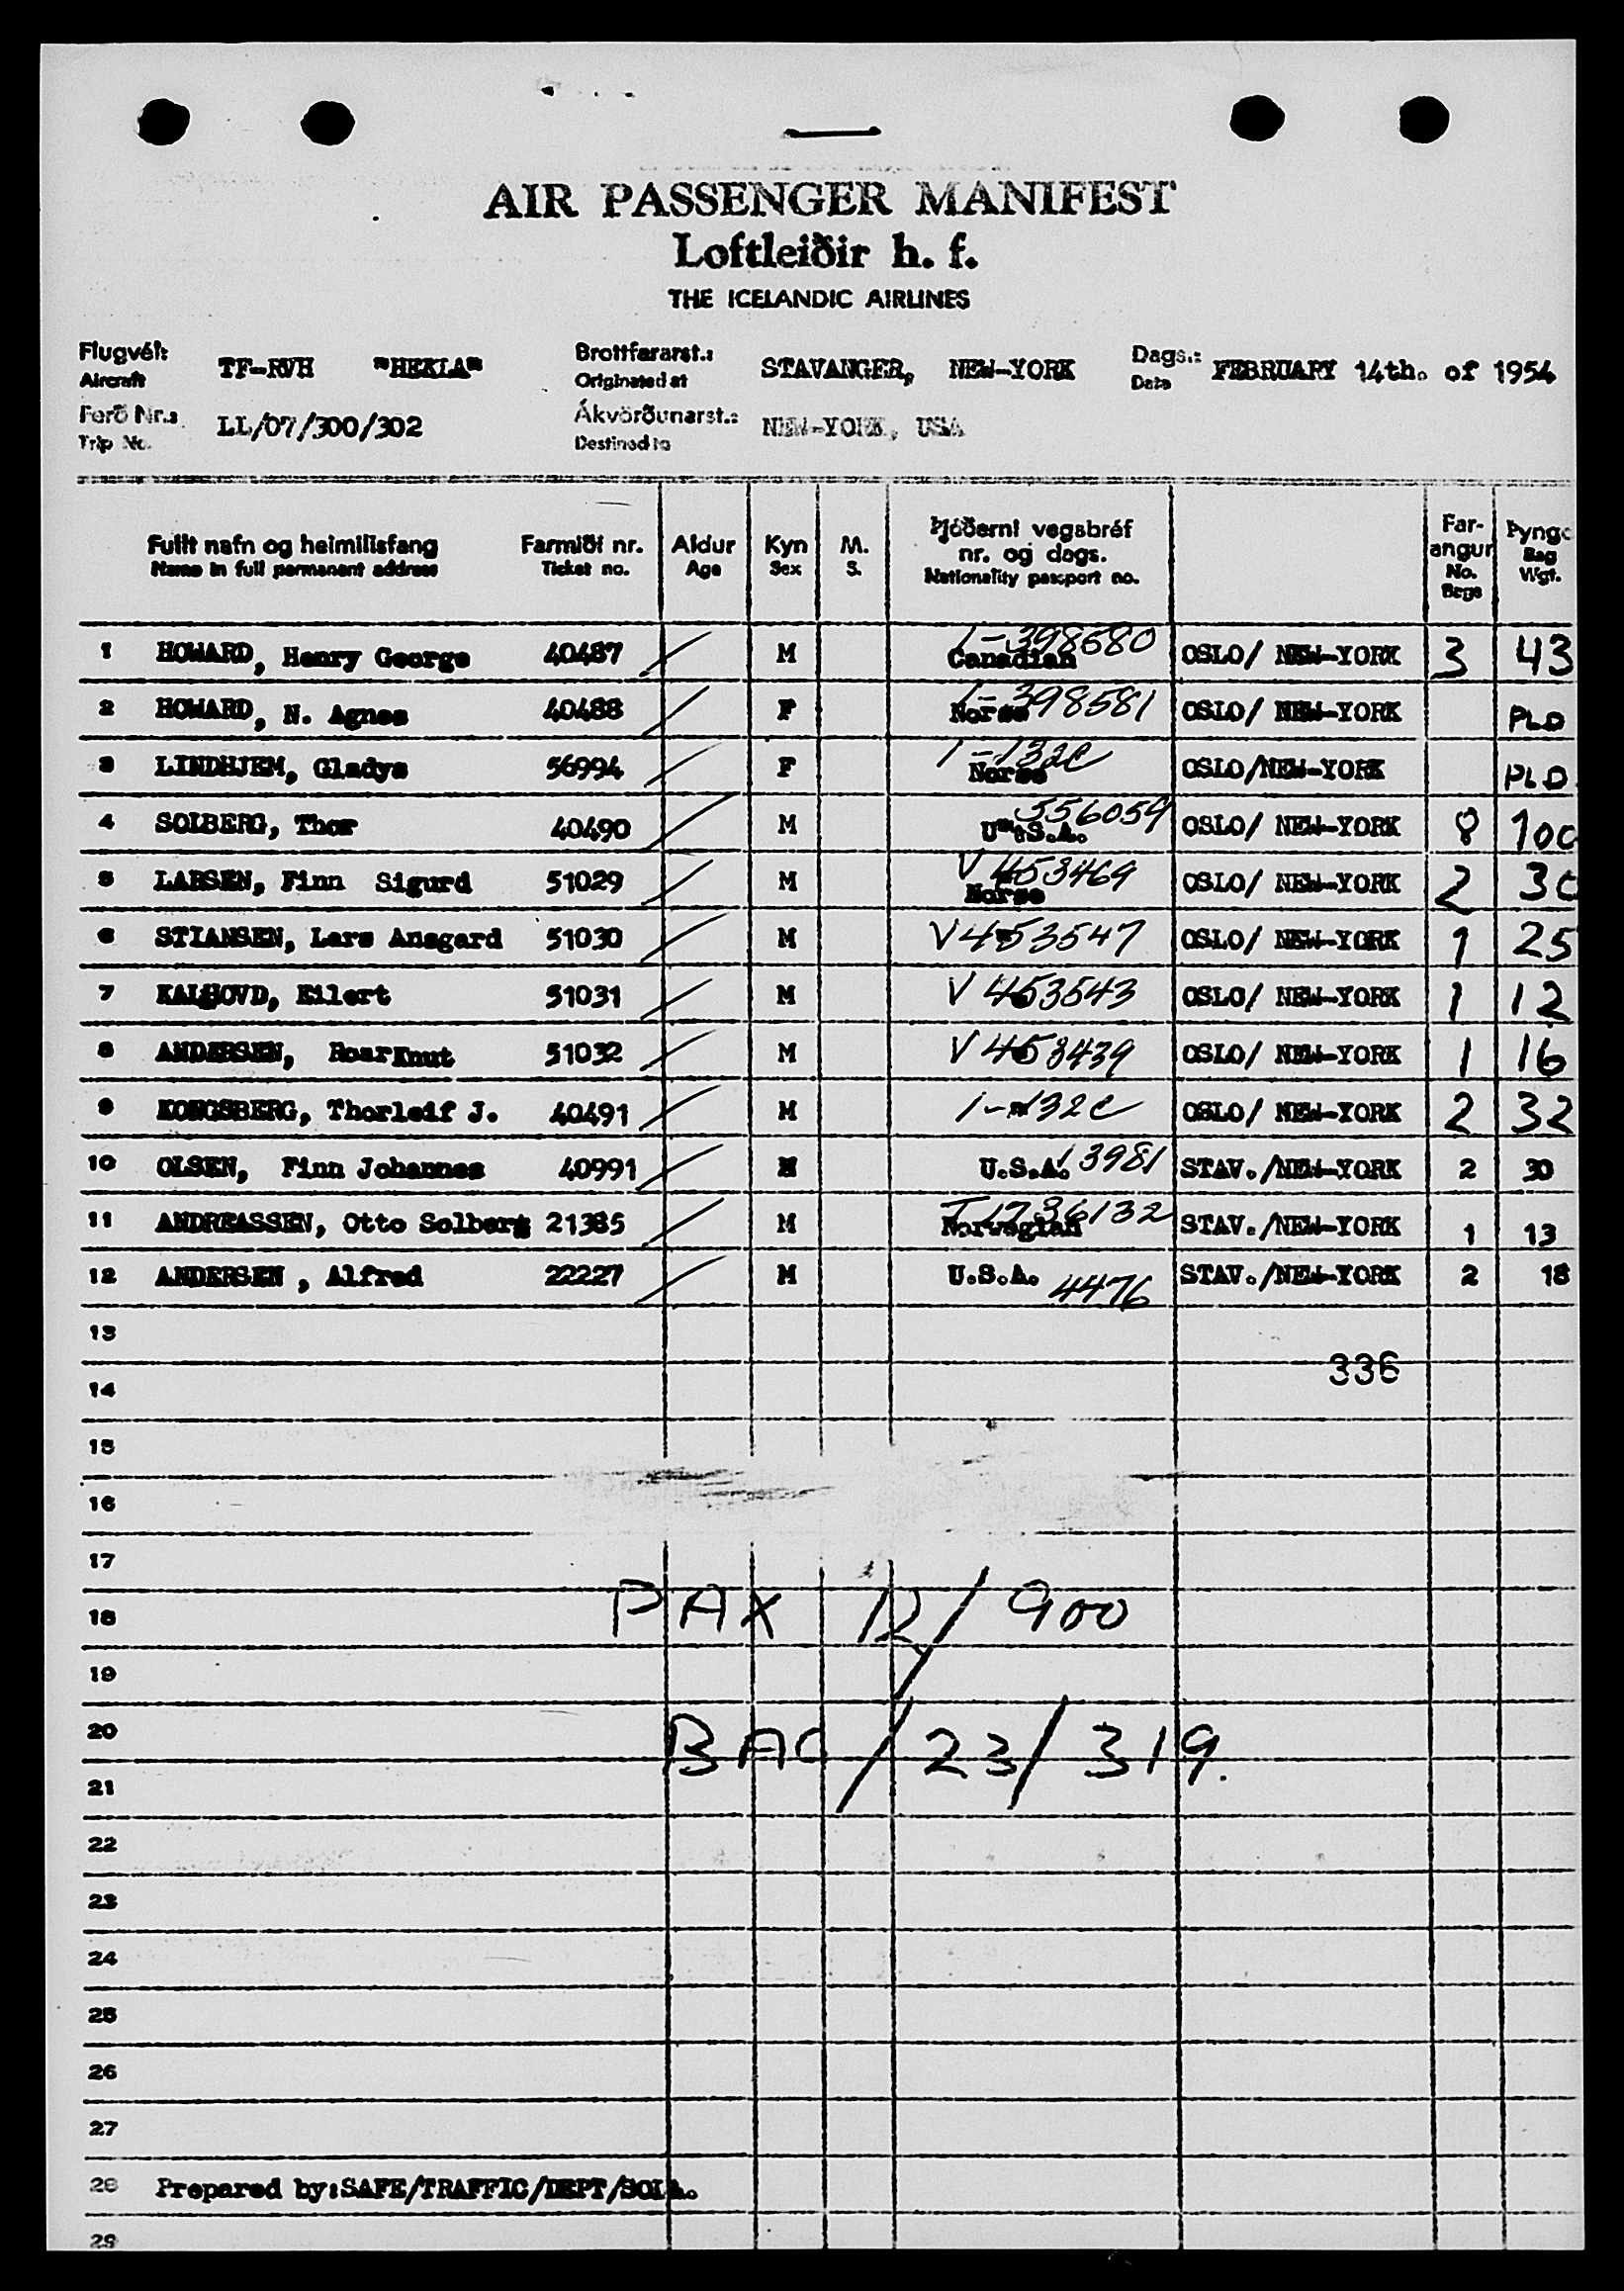 AIR PASSENGER MANIFEST
Loftleiðir h. f.
THE ICELANDIC AIRLINES
Flugvél: TF-RVH "HEKLA" Brottfararst.: STAVANGER, NEW-YORK Dags.: FEBRUARY 14th. of 1954
Aircraft Originated at Date
Ferð Nr.: LL/07/300/302 Ákvörðunarst.: NEW-YORK, USA
Trip No. Destined to
Fullt nafn og heimilisfang Farmiði nr. Aldur Kyn M. Þjóðerni vegabréf nr. og dags. Far-angur Þyngd
Name in full permanent address Ticket no. Age Sex S. Nationality passport no. No. Bags Bag Wgt.
1 HOWARD, Henry George 40487 M 1-398580 Canadian OSLO/ NEW-YORK 3 43
2 HOWARD, N. Agnes 40488 F 1-398581 Norse OSLO/ NEW-YORK PLD
3 LINDHJEM, Gladys 56994 F 1-132c Norse OSLO/NEW-YORK PLD.
4 SOLBERG, Thor 40490 M 556059 U.S.A. OSLO/ NEW-YORK 8 100
5 LARSEN, Finn Sigurd 51029 M V 453469 Norse OSLO/ NEW-YORK 2 30
6 STIANSEN, Lars Ansgard 51030 M V453547 OSLO/ NEW-YORK 1 25
7 KALHOVD, Eilert 51031 M V 453543 OSLO/ NEW-YORK 1 12
8 ANDERSEN, Roar Knut 51032 M V 453439 OSLO/ NEW-YORK 1 16
9 KONGSBERG, Thorleif J. 40491 M 1-132c OSLO/ NEW-YORK 2 32
10 OLSEN, Finn Johannes 40991 M U.S.A. 13981 STAV./NEW-YORK 2 30
11 ANDREASSEN, Otto Solberg 21385 M I 1736132 Norwegian STAV./NEW-YORK 1 13
12 ANDERSEN , Alfred 22227 M U.S.A. 4476 STAV./NEW-YORK 2 18
13
336
14
15
16
17
18 PAX 12/900
19
20 BAG/23/319.
21
22
23
24
25
26
27
28 Prepared by:SAFE/TRAFFIC/DEPT/SOLA.
29